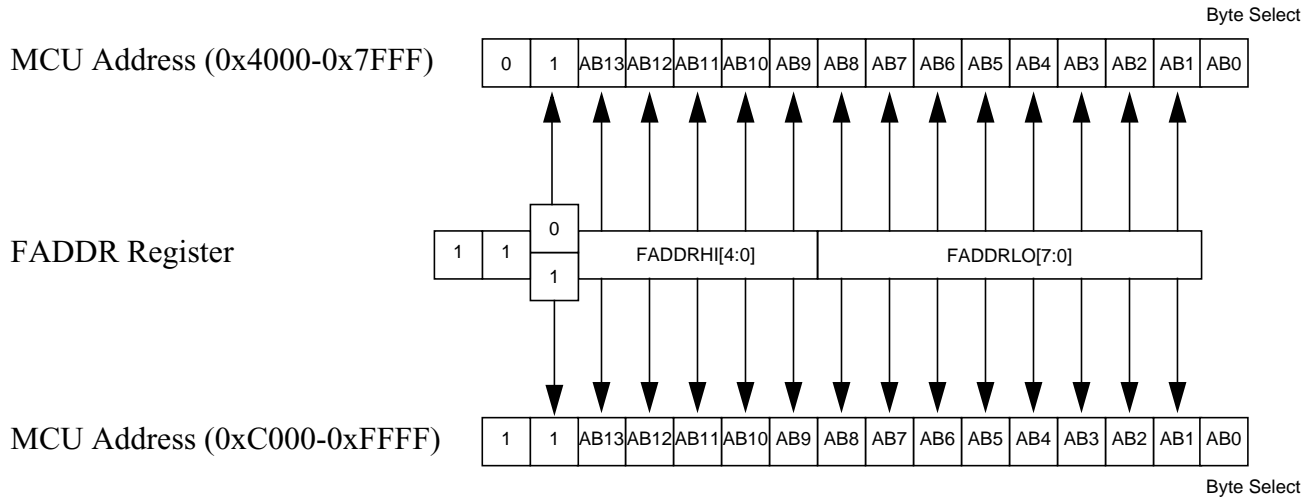 Byte Select
MCU Address (0x4000-0x7FFF) 0 1 AB13 AB12 AB11 AB10 AB9 AB8 AB7 AB6 AB5 AB4 AB3 AB2 AB1 AB0
0
FADDR Register 1 1 FADDRHI[4:0] FADDRLO[7:0]
1
MCU Address (0xC000-0xFFFF) 1 1 AB13 AB12 AB11 AB10 AB9 AB8 AB7 AB6 AB5 AB4 AB3 AB2 AB1 AB0
Byte Select